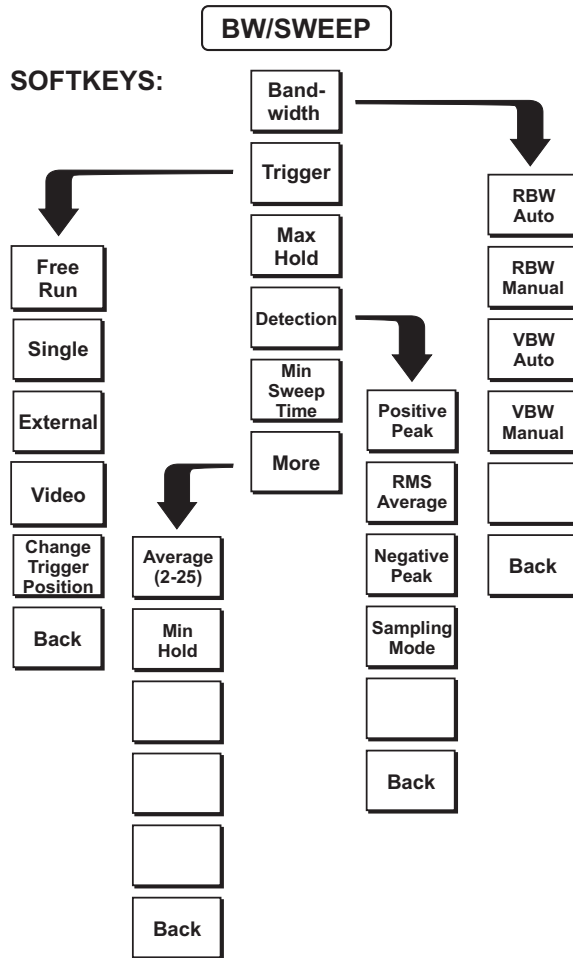 BW/SWEEP
SOFTKEYS:
Band-
width
Trigger
Max
Hold
Detection
Min
Sweep
Time
More
Free
Run
Single
External
Video
Change
Trigger
Position
Back
Average
(2-25)
Min
Hold
Back
Positive
Peak
RMS
Average
Negative
Peak
Sampling
Mode
Back
RBW
Auto
RBW
Manual
VBW
Auto
VBW
Manual
Back